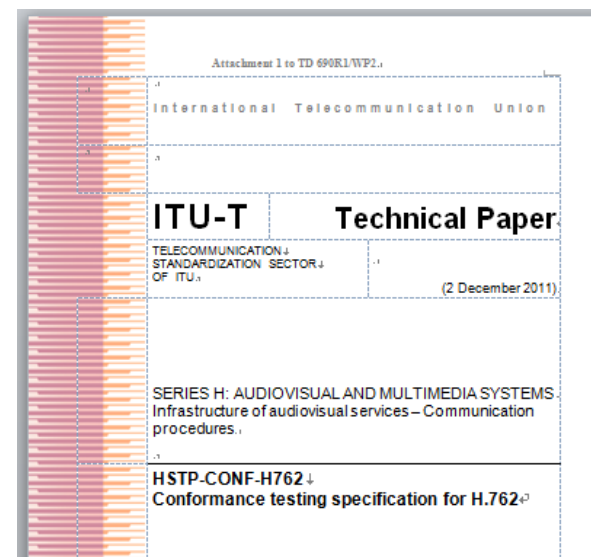 Attachment 1 to TD 690R1/WP2
International Telecommunication Union
ITU-T Technical Paper
TELECOMMUNICATION
STANDARDIZATION SECTOR
OF ITU
(2 December 2011)
SERIES H: AUDIOVISUAL AND MULTIMEDIA SYSTEMS
Infrastructure of audiovisual services – Communication
procedures
HSTP-CONF-H762
Conformance testing specification for H.762